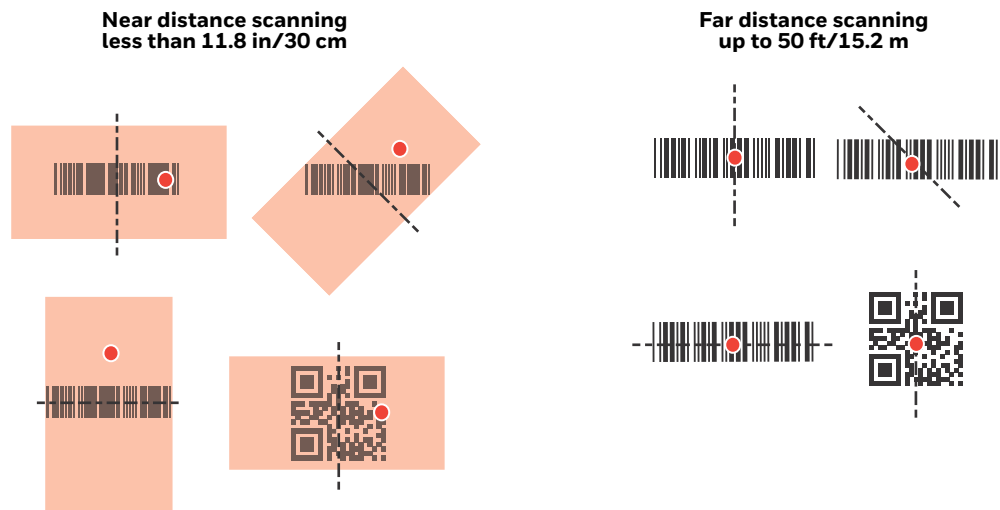 Near distance scanning
less than 11.8 in/30 cm
Far distance scanning
up to 50 ft/15.2 m